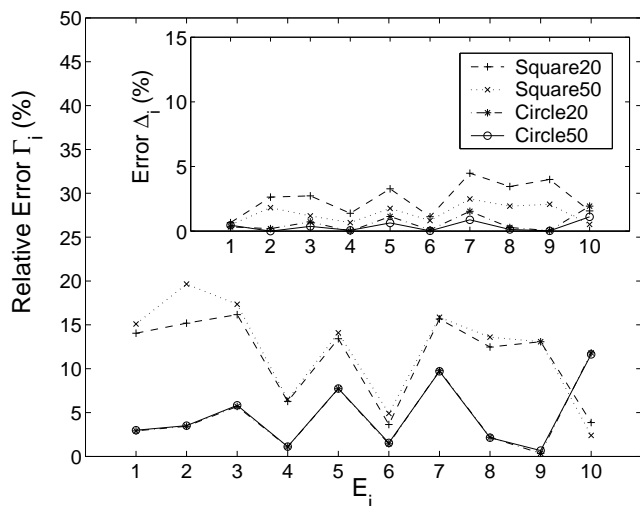 50
45
40
35
30
25
20
15
10
5
0
Relative Error Γi (%)
15
10
5
0
Error Δi (%)
Square20
Square50
Circle20
Circle50
1 2 3 4 5 6 7 8 9 10
1 2 3 4 5 6 7 8 9 10
Ei